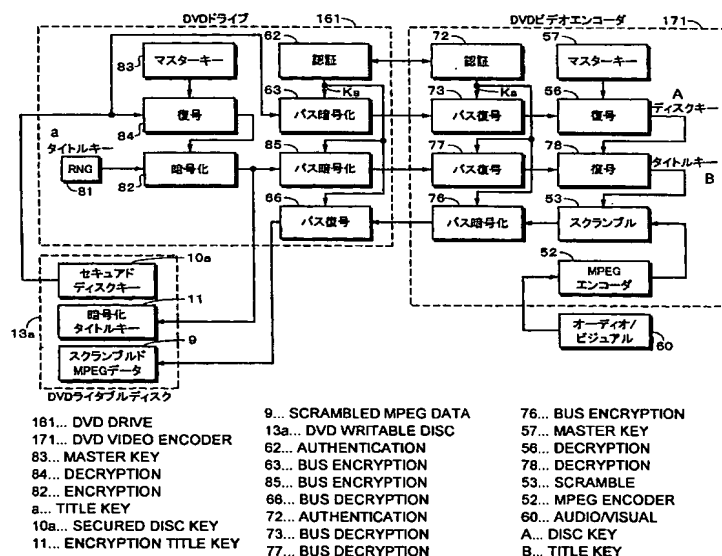 DVDドライブ 161
DVDビデオエンコーダ 171
62 72 57
83 マスターキー 認証 認証 マスターキー
Ks Ks
63 73 56 A
復号 バス暗号化 バス復号 復号 ディスクキー
84
a
タイトルキー 85 77 78 タイトルキー
RNG 暗号化 バス暗号化 バス復号 復号 B
81 82
66 76 53
バス復号 バス暗号化 スクランブル
10a 52
セキュアド
ディスクキー
MPEG
エンコーダ
11
13a 暗号化
タイトルキー
オーディオ/
ビジュアル 60
9
スクランブルド
MPEGデータ
DVDライタブルディスク
161... DVD DRIVE
171... DVD VIDEO ENCODER
83... MASTER KEY
84... DECRYPTION
82... ENCRYPTION
a... TITLE KEY
10a... SECURED DISC KEY
11... ENCRYPTION TITLE KEY
9... SCRAMBLED MPEG DATA
13a... DVD WRITABLE DISC
62... AUTHENTICATION
63... BUS ENCRYPTION
85... BUS ENCRYPTION
66... BUS DECRYPTION
72... AUTHENTICATION
73... BUS DECRYPTION
77... BUS DECRYPTION
76... BUS ENCRYPTION
57... MASTER KEY
56... DECRYPTION
78... DECRYPTION
53... SCRAMBLE
52... MPEG ENCODER
60... AUDIO/VISUAL
A... DISC KEY
B... TITLE KEY